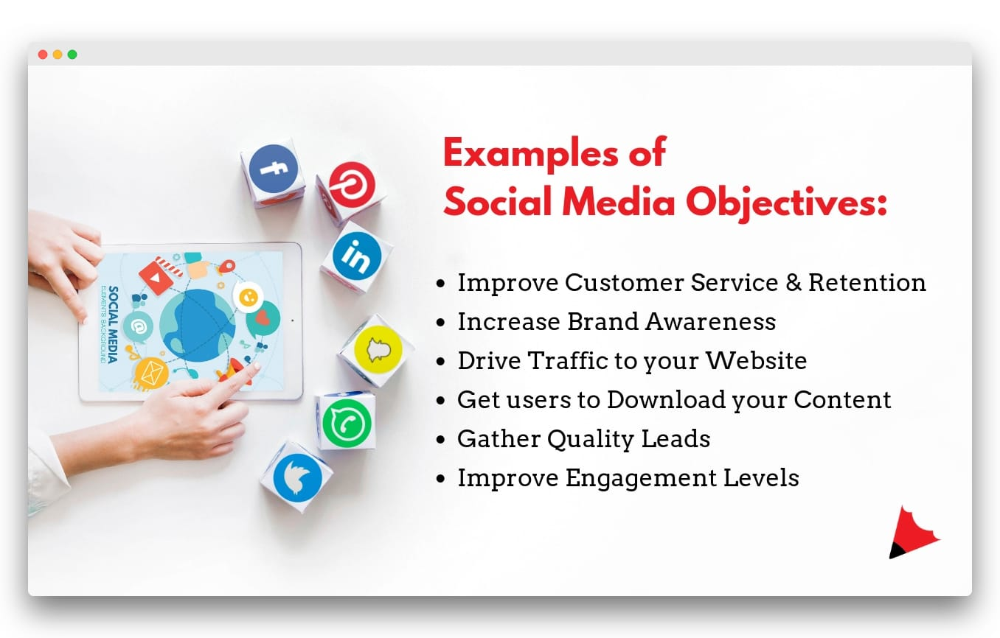 Examples of
Social Media Objectives:
• Improve Customer Service & Retention
• Increase Brand Awareness
• Drive Traffic to your Website
• Get users to Download your Content
• Gather Quality Leads
• Improve Engagement Levels
SOCIAL MEDIA
ELEMENTS BACKGROUND
f
in
@